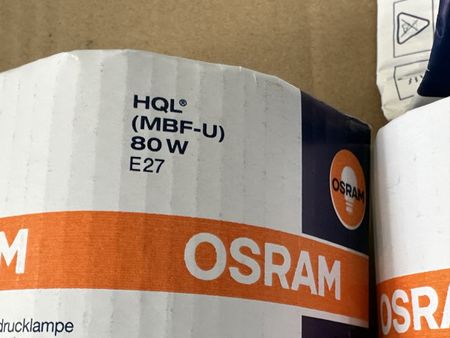 HQL®
(MBF-U)
80 W
E27
OSRAM
M
OSRAM
OSRA
drucklampe